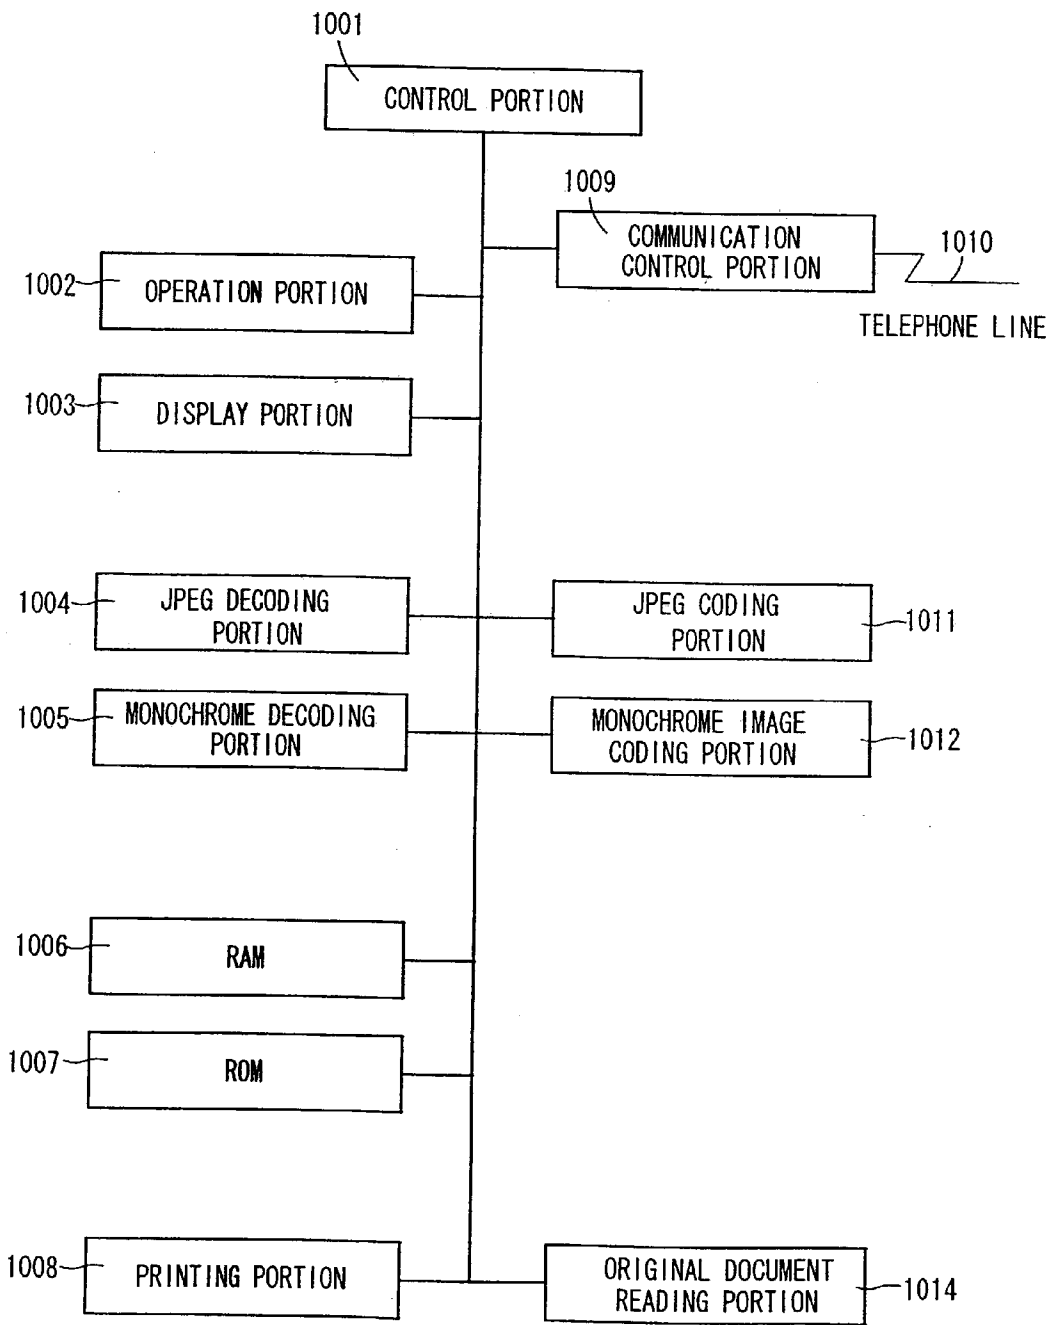 1001
CONTROL PORTION
1009
COMMUNICATION
CONTROL PORTION
1010
TELEPHONE LINE
1002
OPERATION PORTION
1003
DISPLAY PORTION
1004
JPEG DECODING
PORTION
JPEG CODING
PORTION
1011
1005
MONOCHROME DECODING
PORTION
MONOCHROME IMAGE
CODING PORTION
1012
1006
RAM
1007
ROM
1008
PRINTING PORTION
ORIGINAL DOCUMENT
READING PORTION
1014